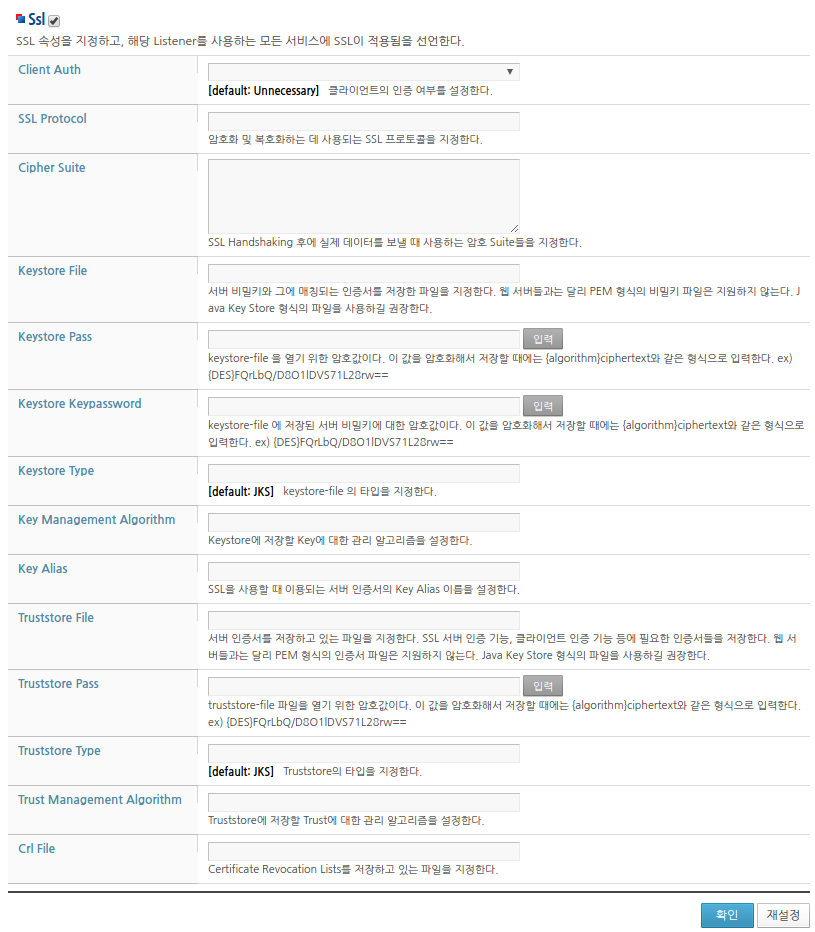 Ssl
SSL 속성을 지정하고, 해당 Listener를 사용하는 모든 서비스에 SSL이 적용됨을 선언한다.
Client Auth
[default: Unnecessary] 클라이언트의 인증 여부를 설정한다.
SSL Protocol
암호화 및 복호화하는 데 사용되는 SSL 프로토콜을 지정한다.
Cipher Suite
SSL Handshaking 후에 실제 데이터를 보낼 때 사용하는 암호 Suite들을 지정한다.
Keystore File
서버 비밀키와 그에 매칭되는 인증서를 저장한 파일을 지정한다. 웹 서버들과는 달리 PEM 형식의 비밀키 파일은 지원하지 않는다. J
ava Key Store 형식의 파일을 사용하길 권장한다.
Keystore Pass
입력
keystore-file 을 열기 위한 암호값이다. 이 값을 암호화해서 저장할 때에는 {algorithm}ciphertext와 같은 형식으로 입력한다. ex)
{DES}FQrLbQ/D8O1lDVS71L28rw==
Keystore Keypassword
입력
keystore-file 에 저장된 서버 비밀키에 대한 암호값이다. 이 값을 암호화해서 저장할 때에는 {algorithm}ciphertext와 같은 형식으로
입력한다. ex) {DES}FQrLbQ/D8O1lDVS71L28rw==
Keystore Type
[default: JKS] keystore-file 의 타입을 지정한다.
Key Management Algorithm
Keystore에 저장할 Key에 대한 관리 알고리즘을 설정한다.
Key Alias
SSL을 사용할 때 이용되는 서버 인증서의 Key Alias 이름을 설정한다.
Truststore File
서버 인증서를 저장하고 있는 파일을 지정한다. SSL 서버 인증 기능, 클라이언트 인증 기능 등에 필요한 인증서들을 저장한다. 웹 서
버들과는 달리 PEM 형식의 인증서 파일은 지원하지 않는다. Java Key Store 형식의 파일을 사용하길 권장한다.
Truststore Pass
입력
truststore-file 파일을 열기 위한 암호값이다. 이 값을 암호화해서 저장할 때에는 {algorithm}ciphertext와 같은 형식으로 입력한다.
ex) {DES}FQrLbQ/D8O1lDVS71L28rw==
Truststore Type
[default: JKS] Truststore의 타입을 지정한다.
Trust Management Algorithm
Truststore에 저장할 Trust에 대한 관리 알고리즘을 설정한다.
Crl File
Certificate Revocation Lists를 저장하고 있는 파일을 지정한다.
확인 재설정